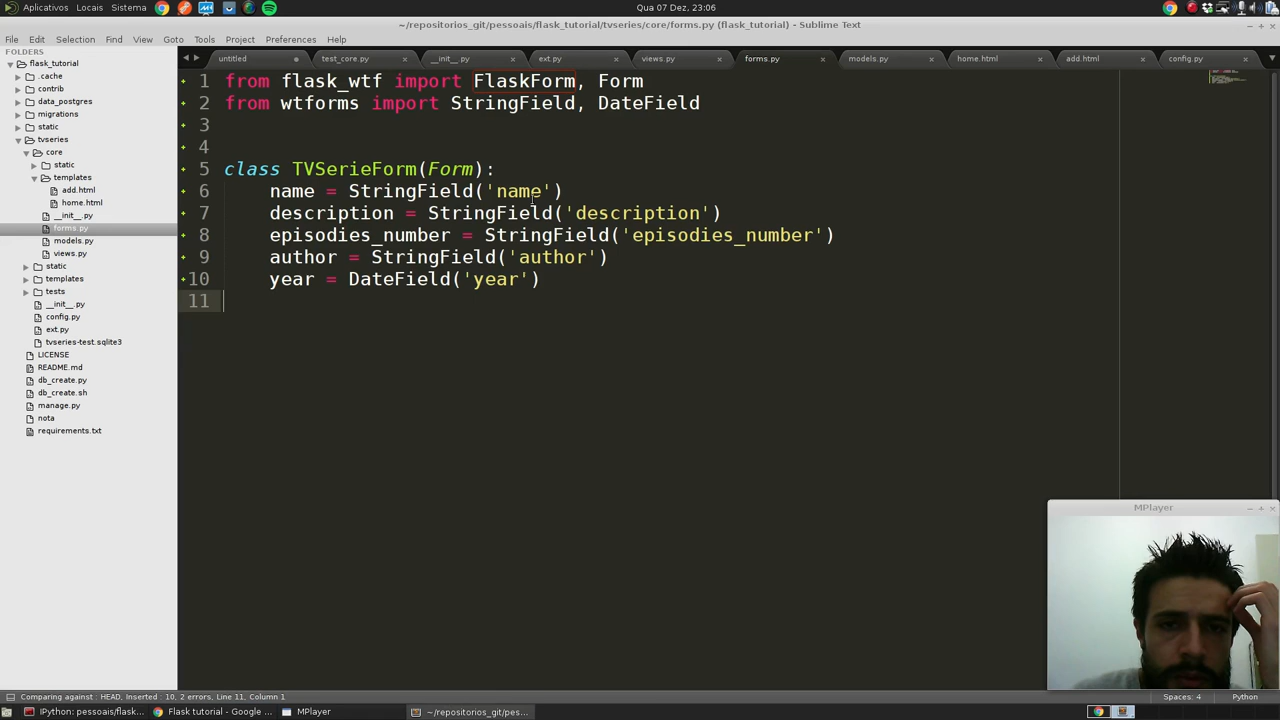 Aplicativos Locais Sistema
Qua 07 Dez, 23:06
~/repositorios_git/pessoais/flask_tutorial/tvseries/core/forms.py (flask_tutorial) - Sublime Text
File Edit Selection Find View Goto Tools Project Preferences Help
FOLDERS
flask_tutorial
.cache
contrib
data_postgres
migrations
static
tvseries
core
static
templates
add.html
home.html
__init__.py
forms.py
models.py
views.py
static
templates
tests
__init__.py
config.py
ext.py
tvseries-test.sqlite3
LICENSE
README.md
db_create.py
db_create.sh
manage.py
nota
requirements.txt
untitled test_core.py __init__.py ext.py views.py forms.py models.py home.html add.html config.py
1 from flask_wtf import FlaskForm, Form
2 from wtforms import StringField, DateField
3
4
5 class TVSerieForm(Form):
6 name = StringField('name')
7 description = StringField('description')
8 episodies_number = StringField('episodies_number')
9 author = StringField('author')
10 year = DateField('year')
11
MPlayer
Comparing against : HEAD, Inserted : 10, 2 errors, Line 11, Column 1
Spaces: 4 Python
IPython: pessoais/flask... Flask tutorial - Google ... MPlayer ~/repositorios_git/pes...